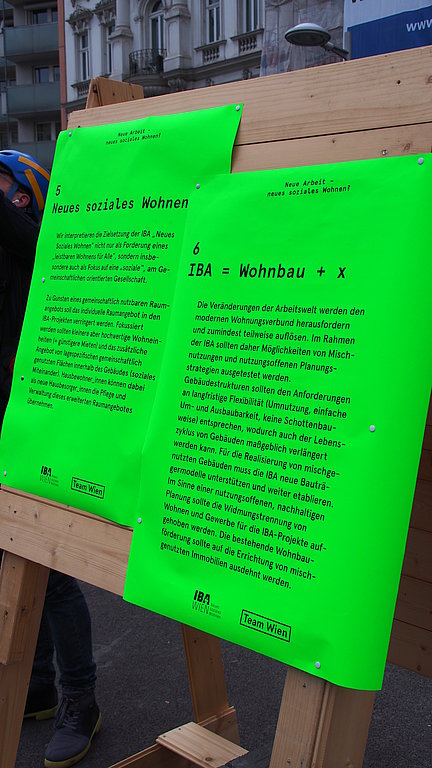 www
Neue Arbeit –
neues soziales Wohnen?
5
Neues soziales Wohnen
Wir interpretieren die Zielsetzung der IBA „Neues
Soziales Wohnen“ nicht nur als Forderung eines
„leistbaren Wohnens für Alle“, sondern insbe-
sondere auch als Fokus auf eine „soziale“, am Ge-
meinschaftlichen orientierten Gesellschaft.
Zu Gunsten eines gemeinschaftlich nutzbaren Raum-
angebots soll das individuelle Raumangebot in den
IBA-Projekten verringert werden. Fokussiert
werden sollten kleinere aber hochwertige Wohnein-
heiten (= günstigere Mieten) und das zusätzliche
Angebot von lagespezifischen gemeinschaftlich
genutzten Flächen innerhalb des Gebäudes (soziales
Miteinander). Hausbewohner_innen können dabei
als neue Hausbesorger_innen die Pflege und
Verwaltung dieses erweiterten Raumangebotes
übernehmen.
IBA
WIEN
Team Wien
Neue Arbeit –
neues soziales Wohnen?
6
IBA = Wohnbau + x
Die Veränderungen der Arbeitswelt werden den
modernen Wohnungsverbund herausfordern
und zumindest teilweise auflösen. Im Rahmen
der IBA sollten daher Möglichkeiten von Misch-
nutzungen und nutzungsoffenen Planungs-
strategien ausgetestet werden.
Gebäudestrukturen sollten den Anforderungen
an langfristige Flexibilität (Umnutzung, einfache
Um- und Ausbaubarkeit, keine Schottenbau-
weise) entsprechen, wodurch auch der Lebens-
zyklus von Gebäuden maßgeblich verlängert
werden kann. Für die Realisierung von mischge-
nutzten Gebäuden muss die IBA neue Bauträ-
germodelle unterstützen und weiter etablieren.
Im Sinne einer nutzungsoffenen, nachhaltigen
Planung sollte die Widmungstrennung von
Wohnen und Gewerbe für die IBA-Projekte auf-
gehoben werden. Die bestehende Wohnbau-
förderung sollte auf die Errichtung von misch-
genutzten Immobilien ausgedehnt werden.
IBA
WIEN
Team Wien